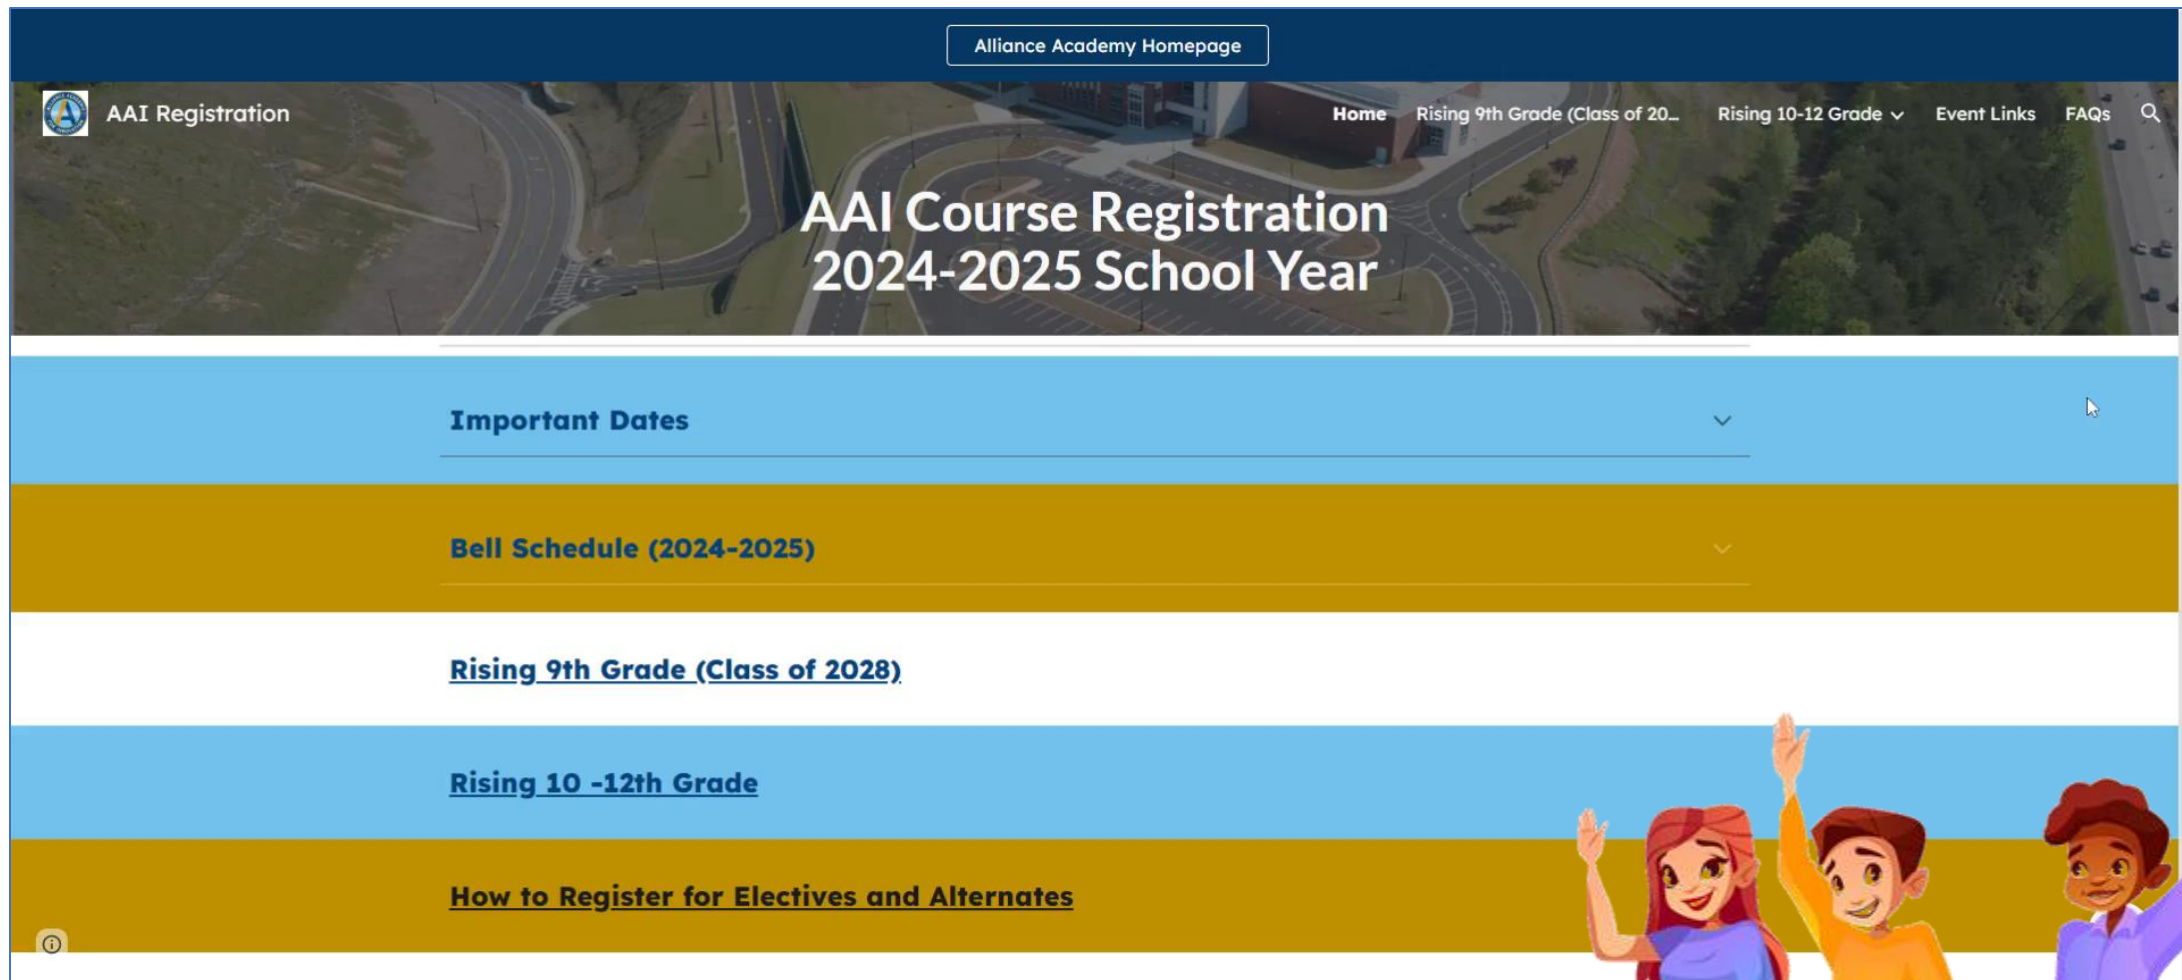 Alliance Academy Homepage
AAI Registration
Home Rising 9th Grade (Class of 20... Rising 10-12 Grade Event Links FAQs
AAI Course Registration
2024-2025 School Year
Important Dates
Bell Schedule (2024-2025)
Rising 9th Grade (Class of 2028)
Rising 10 -12th Grade
How to Register for Electives and Alternates